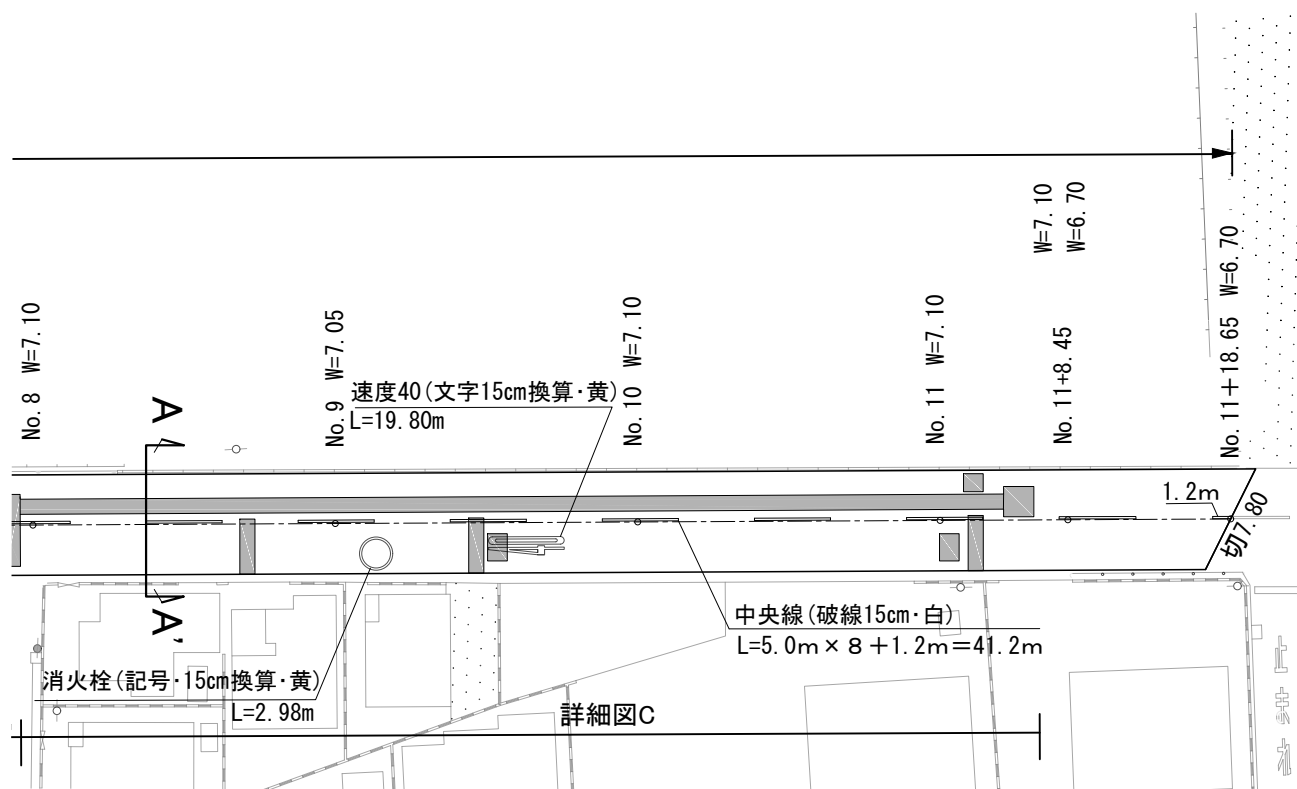 W=7.10
W=6.70
No.8 W=7.10
No.9 W=7.05
No.10 W=7.10
No.11 W=7.10
No.11+8.45
No.11+18.65 W=6.70
速度40(文字15cm換算・黄)
L=19.80m
A
1.2m
切7.80
A'
中央線(破線15cm・白)
L=5.0m×8+1.2m=41.2m
消火栓(記号・15cm換算・黄)
L=2.98m
詳細図C
止ま